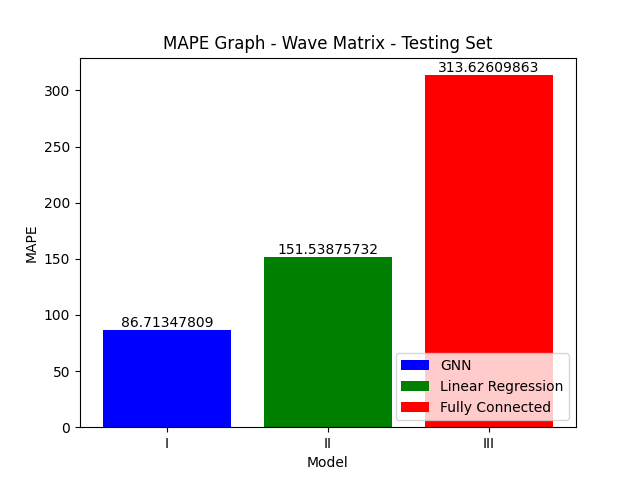 MAPE Graph - Wave Matrix - Testing Set
313.62609863
300
250
200
150
100
50
0
MAPE
151.53875732
86.71347809
GNN
Linear Regression
Fully Connected
I
II
III
Model